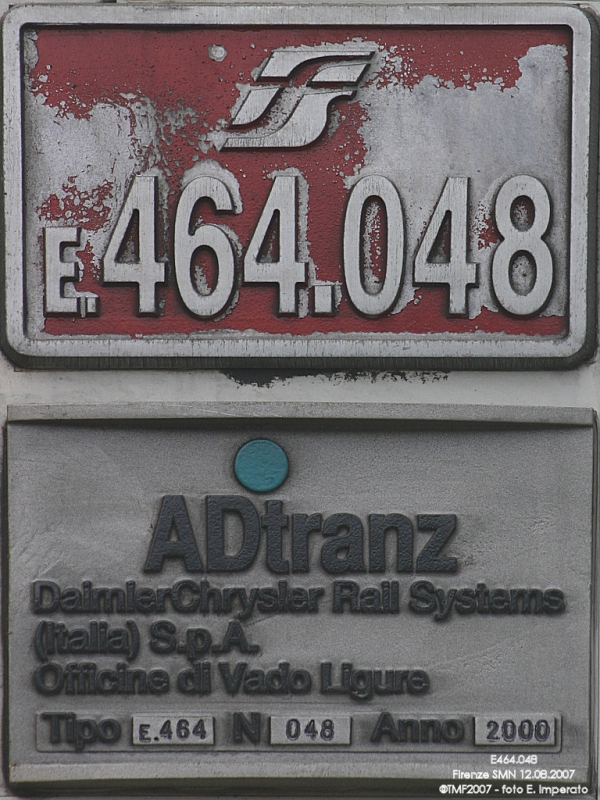 E.464.048
ADtranz
DaimlerChrysler Rail Systems
(Italia) S.p.A.
Officine di Vado Ligure
Tipo E.464 N 048 Anno 2000
E464.048
Firenze SMN 12.08.2007
©TMF2007 - foto E. Imperato